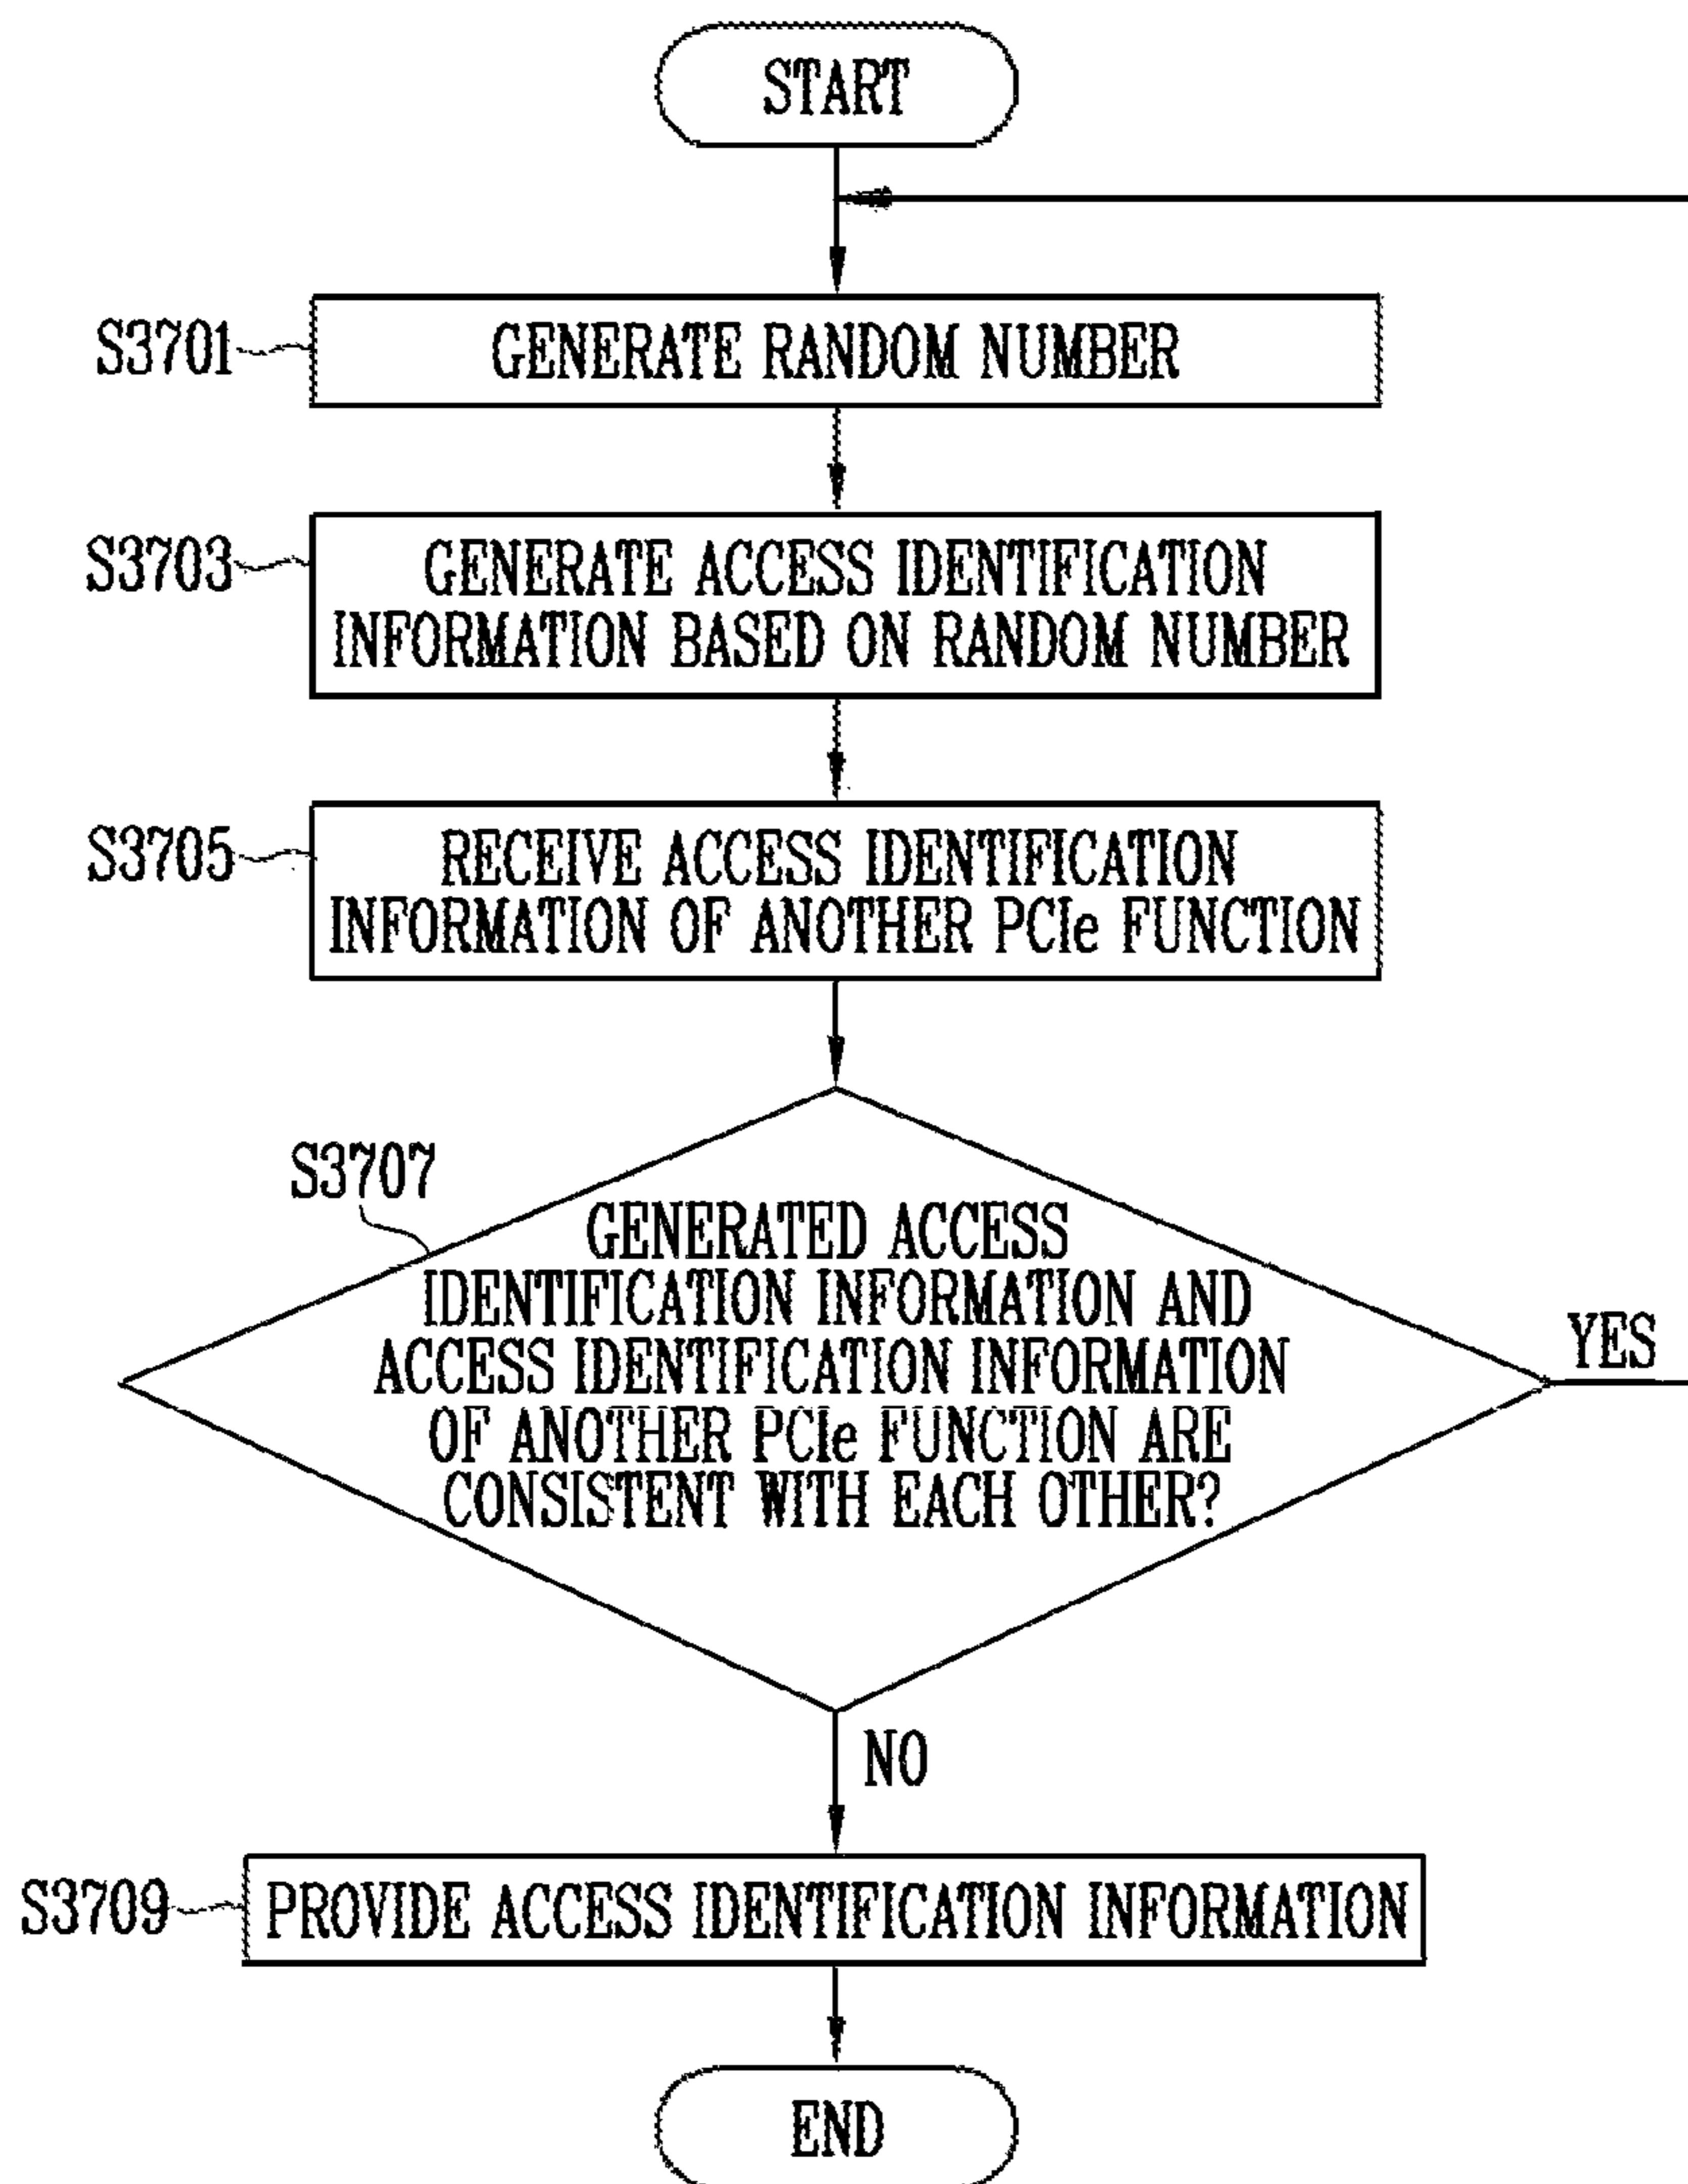 START
S3701
GENERATE RANDOM NUMBER
S3703
GENERATE ACCESS IDENTIFICATION
INFORMATION BASED ON RANDOM NUMBER
S3705
RECEIVE ACCESS IDENTIFICATION
INFORMATION OF ANOTHER PCIe FUNCTION
S3707
GENERATED ACCESS
IDENTIFICATION INFORMATION AND
ACCESS IDENTIFICATION INFORMATION
OF ANOTHER PCIe FUNCTION ARE
CONSISTENT WITH EACH OTHER?
YES
NO
S3709
PROVIDE ACCESS IDENTIFICATION INFORMATION
END